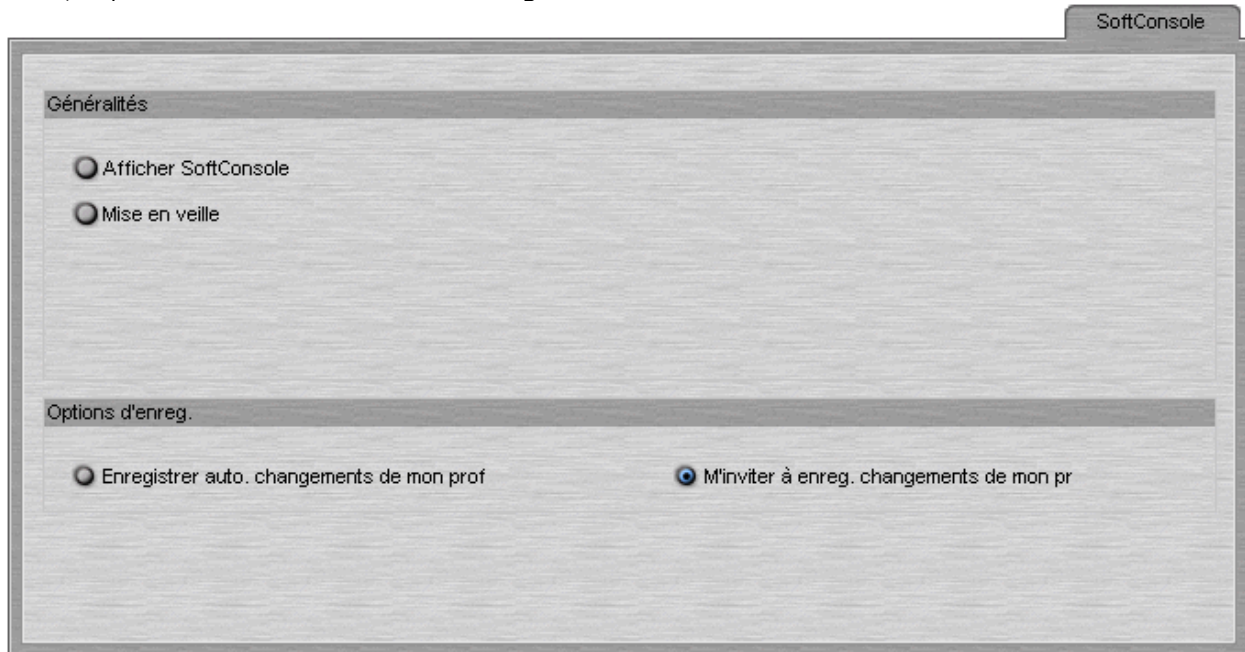 SoftConsole
Généralités
Afficher SoftConsole
Mise en veille
Options d'enreg.
Enregistrer auto. changements de mon prof
M'inviter à enreg. changements de mon pr